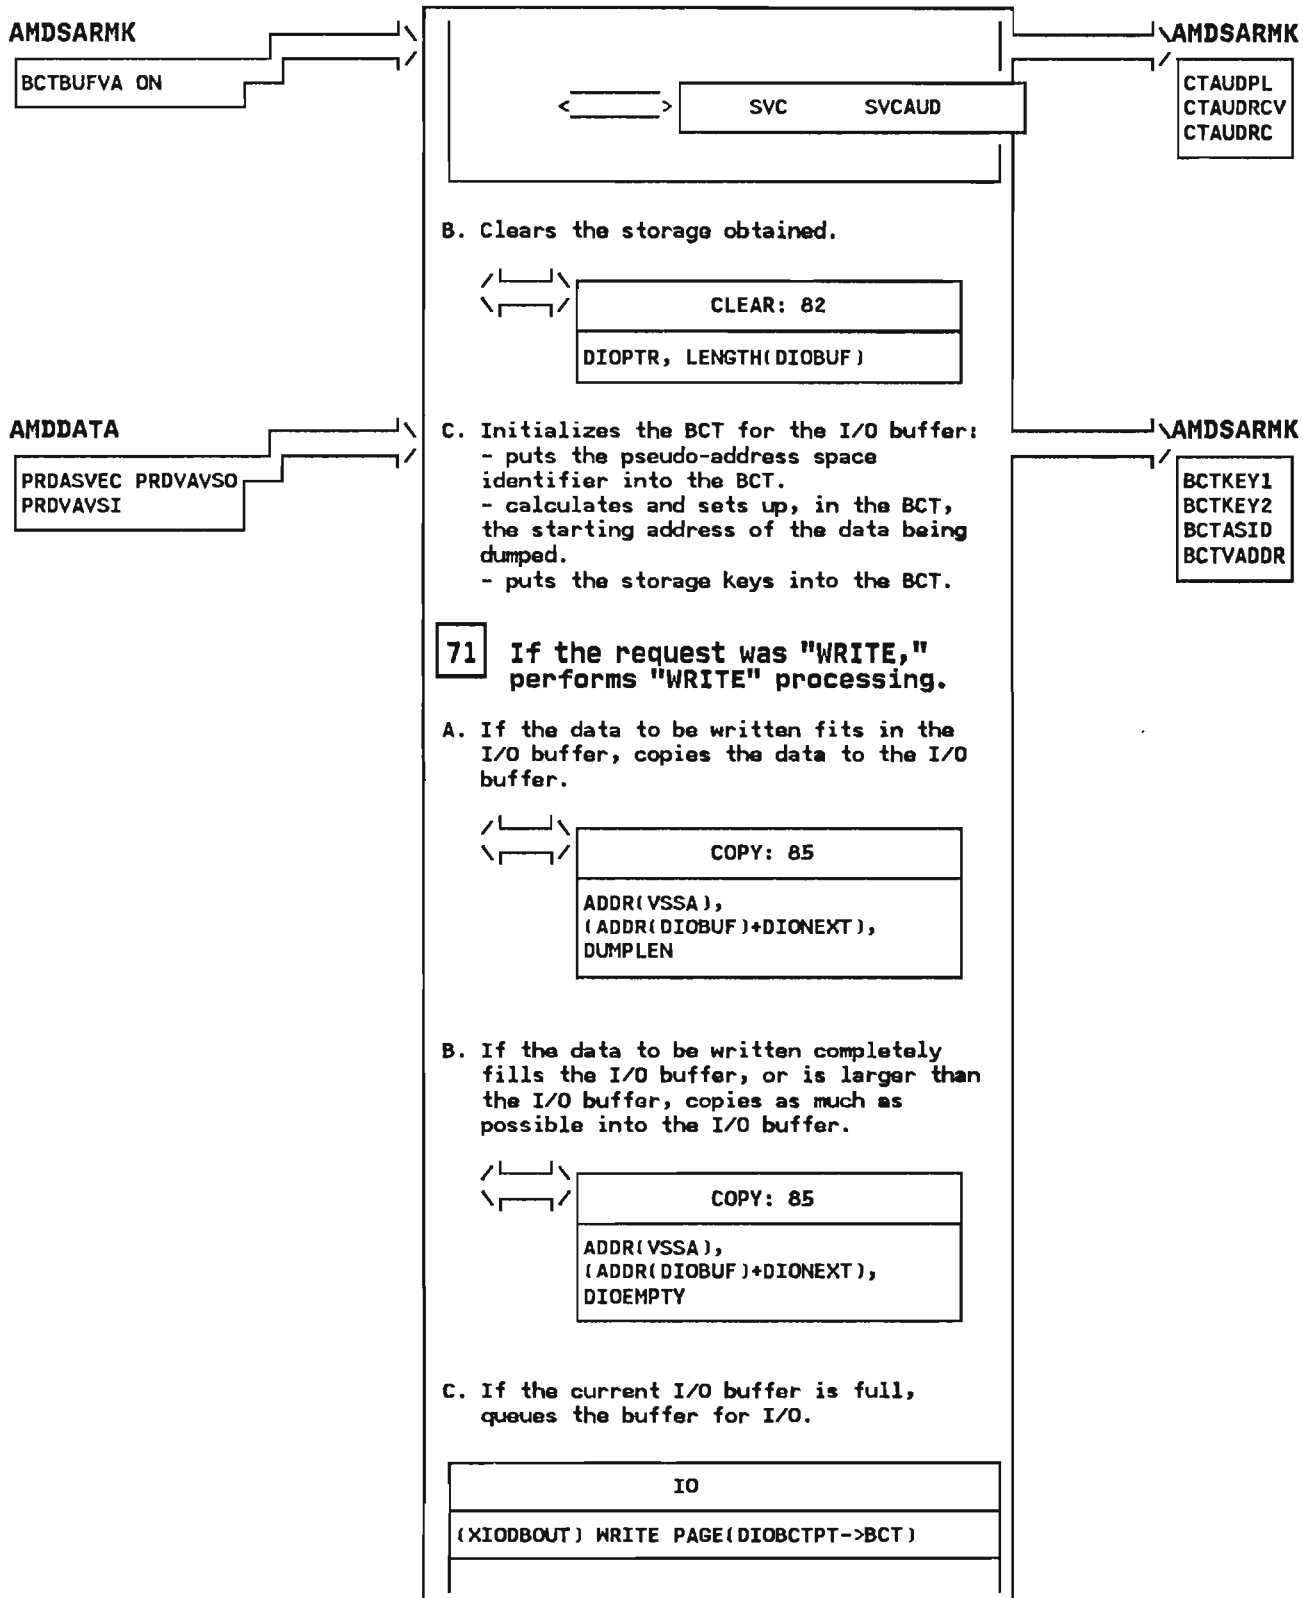 AMDSARMK
BCTBUFVA ON
SVC SVCAUD
AMDSARMK
CTAUDPL
CTAUDRCV
CTAUDRC
B. Clears the storage obtained.
CLEAR: 82
DIOPTR, LENGTH(DIOBUF)
AMDDATA
PRDASVEC PRDVAVSO
PRDVAVSI
C. Initializes the BCT for the I/O buffer:
- puts the pseudo-address space
identifier into the BCT.
- calculates and sets up, in the BCT,
the starting address of the data being
dumped.
- puts the storage keys into the BCT.
AMDSARMK
BCTKEY1
BCTKEY2
BCTASID
BCTVADDR
71 If the request was "WRITE,"
performs "WRITE" processing.
A. If the data to be written fits in the
I/O buffer, copies the data to the I/O
buffer.
COPY: 85
ADDR(VSSA),
(ADDR(DIOBUF)+DIONEXT),
DUMPLEN
B. If the data to be written completely
fills the I/O buffer, or is larger than
the I/O buffer, copies as much as
possible into the I/O buffer.
COPY: 85
ADDR(VSSA),
(ADDR(DIOBUF)+DIONEXT),
DIOEMPTY
C. If the current I/O buffer is full,
queues the buffer for I/O.
IO
(XIODBOUT) WRITE PAGE(DIOBCTPT->BCT)